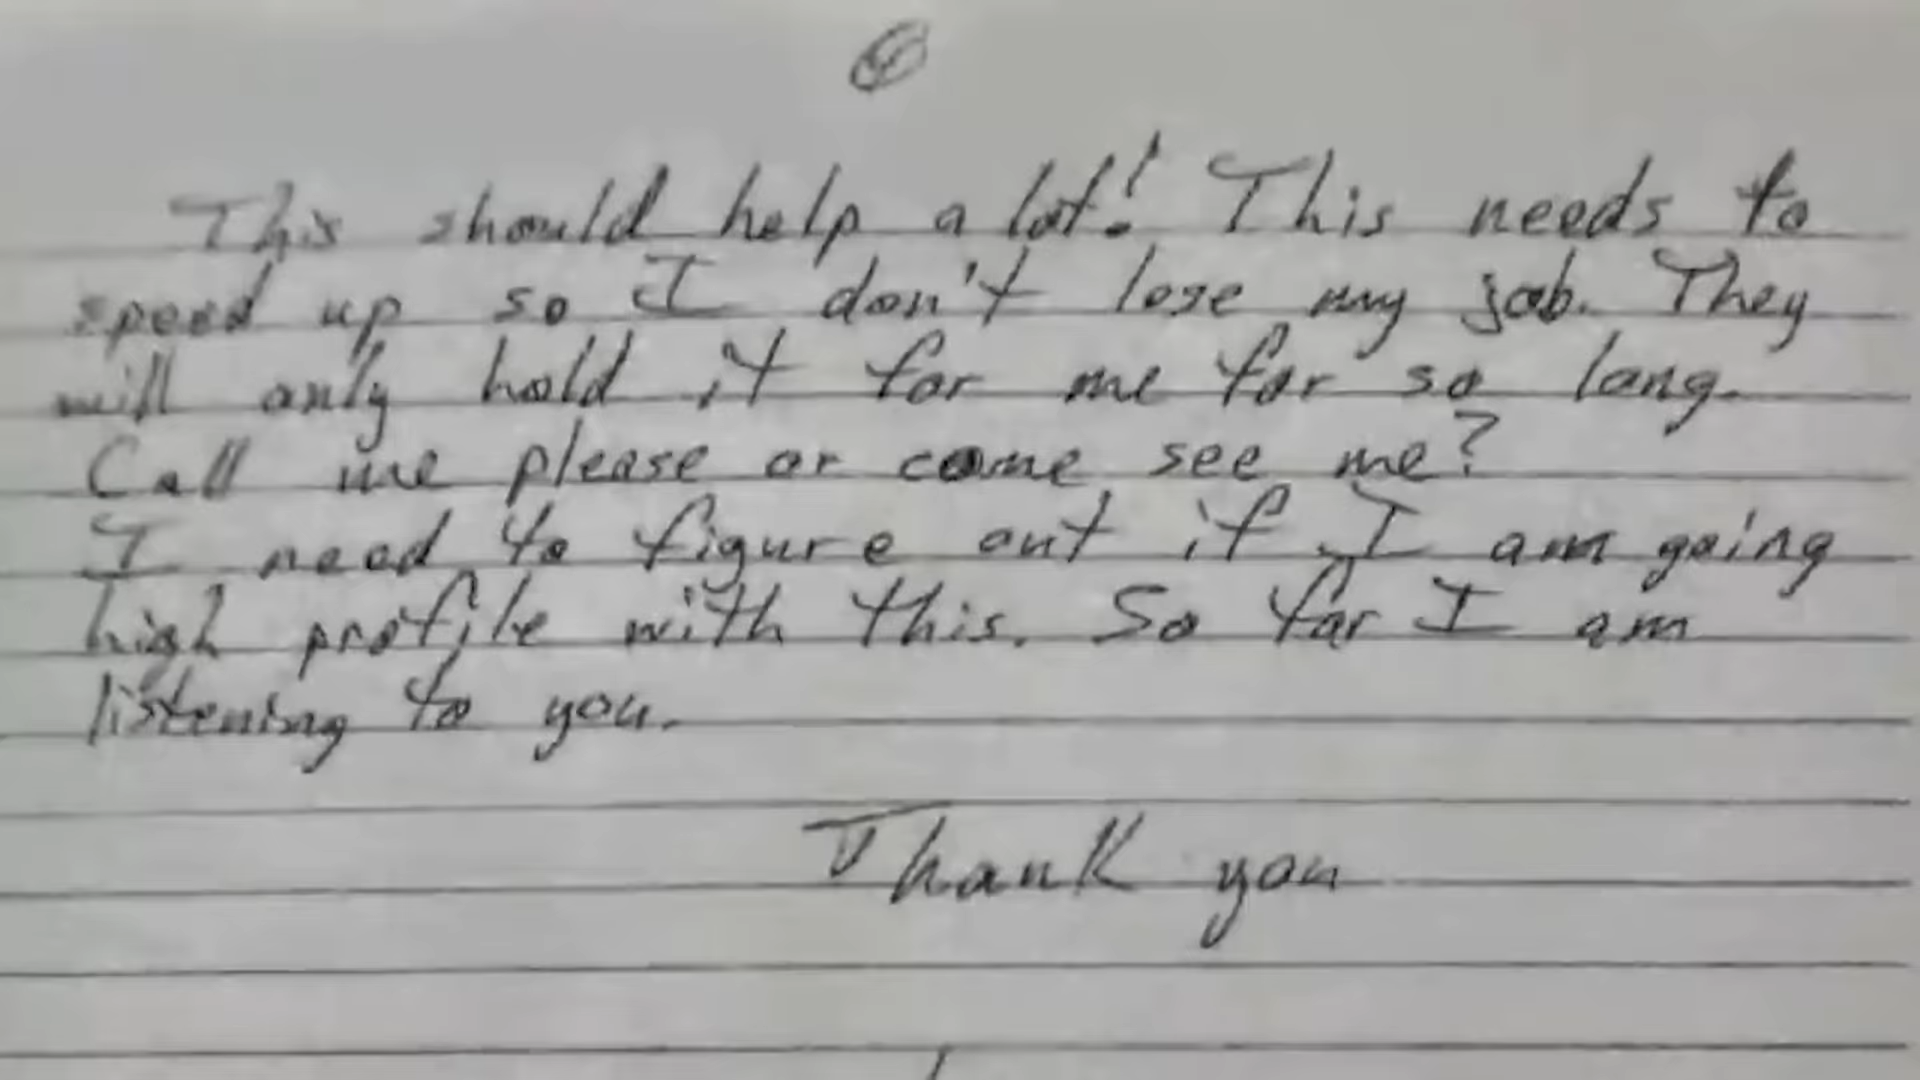 This should help a lot! This needs to
speed up so I don't lose my job. They
will only hold it for me for so long.
Call me please or come see me?
I need to figure out if I am going
high profile with this. So far I am
listening to you.
Thank you